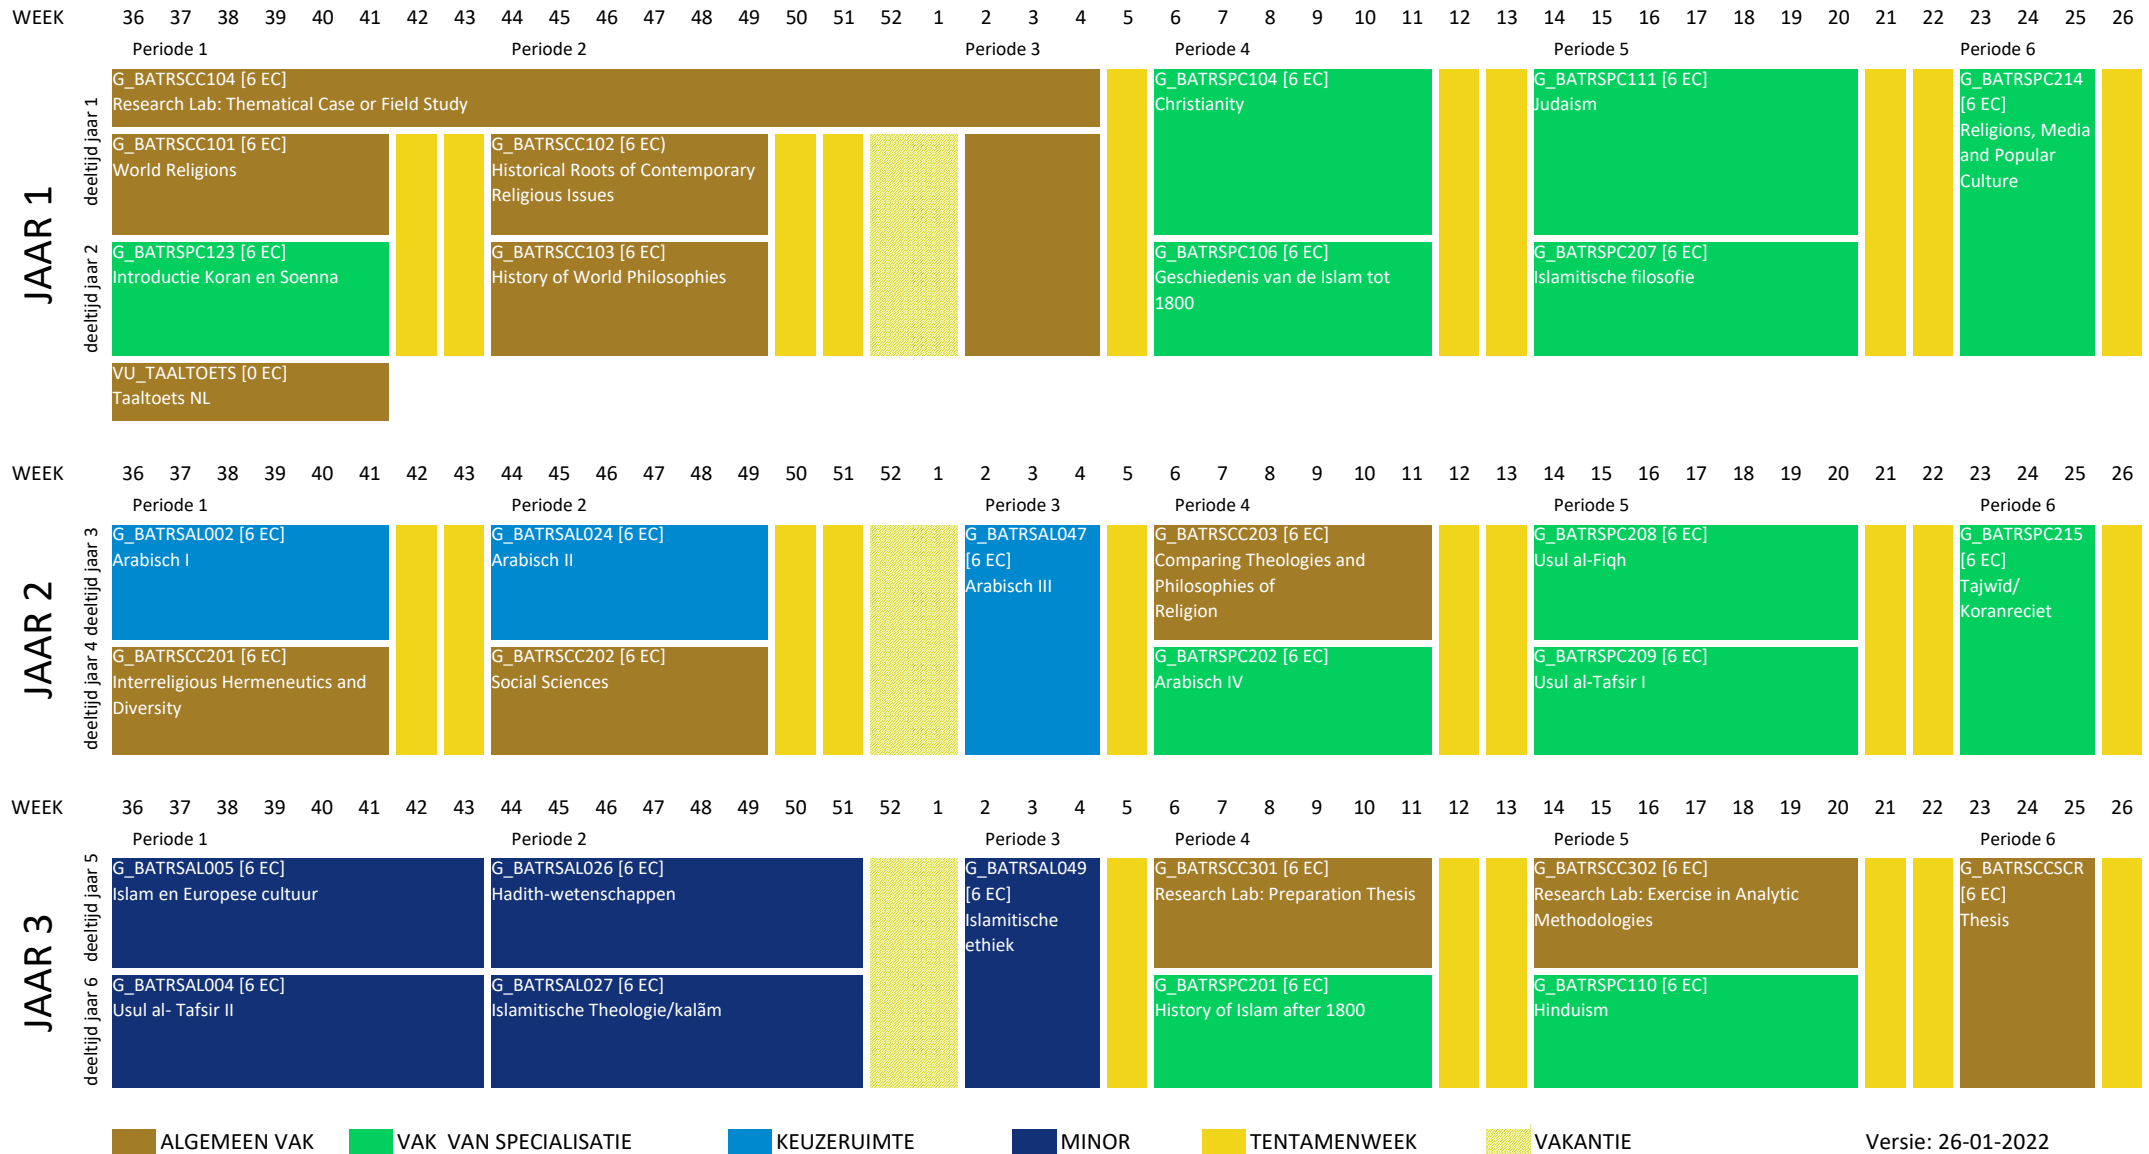 WEEK 36 37 38 39 40 41 42 43 44 45 46 47 48 49 50 51 52 1 2 3 4 5 6 7 8 9 10 11 12 13 14 15 16 17 18 19 20 21 22 23 24 25 26
Periode 1 Periode 2 Periode 3 Periode 4 Periode 5 Periode 6
JAAR 1
deeltijd jaar 1
deeltijd jaar 2
G_BATRSCC104 [6 EC]
Research Lab: Thematical Case or Field Study
G_BATRSCC101 [6 EC]
World Religions
G_BATRSCC102 [6 EC)
Historical Roots of Contemporary
Religious Issues
G_BATRSPC104 [6 EC]
Christianity
G_BATRSPC111 [6 EC]
Judaism
G_BATRSPC214
[6 EC]
Religions, Media
and Popular
Culture
G_BATRSPC123 [6 EC]
Introductie Koran en Soenna
G_BATRSCC103 [6 EC]
History of World Philosophies
G_BATRSPC106 [6 EC]
Geschiedenis van de Islam tot
1800
G_BATRSPC207 [6 EC]
Islamitische filosofie
VU_TAALTOETS [0 EC]
Taaltoets NL
WEEK 36 37 38 39 40 41 42 43 44 45 46 47 48 49 50 51 52 1 2 3 4 5 6 7 8 9 10 11 12 13 14 15 16 17 18 19 20 21 22 23 24 25 26
Periode 1 Periode 2 Periode 3 Periode 4 Periode 5 Periode 6
JAAR 2
deeltijd jaar 3
deeltijd jaar 4
G_BATRSAL002 [6 EC]
Arabisch I
G_BATRSAL024 [6 EC]
Arabisch II
G_BATRSAL047
[6 EC]
Arabisch III
G_BATRSCC203 [6 EC]
Comparing Theologies and
Philosophies of
Religion
G_BATRSPC208 [6 EC]
Usul al-Fiqh
G_BATRSPC215
[6 EC]
Tajwīd/
Koranreciet
G_BATRSCC201 [6 EC]
Interreligious Hermeneutics and
Diversity
G_BATRSCC202 [6 EC]
Social Sciences
G_BATRSPC202 [6 EC]
Arabisch IV
G_BATRSPC209 [6 EC]
Usul al-Tafsir I
WEEK 36 37 38 39 40 41 42 43 44 45 46 47 48 49 50 51 52 1 2 3 4 5 6 7 8 9 10 11 12 13 14 15 16 17 18 19 20 21 22 23 24 25 26
Periode 1 Periode 2 Periode 3 Periode 4 Periode 5 Periode 6
JAAR 3
deeltijd jaar 5
deeltijd jaar 6
G_BATRSAL005 [6 EC]
Islam en Europese cultuur
G_BATRSAL026 [6 EC]
Hadith-wetenschappen
G_BATRSAL049
[6 EC]
Islamitische
ethiek
G_BATRSCC301 [6 EC]
Research Lab: Preparation Thesis
G_BATRSCC302 [6 EC]
Research Lab: Exercise in Analytic
Methodologies
G_BATRSCCSCR
[6 EC]
Thesis
G_BATRSAL004 [6 EC]
Usul al- Tafsir II
G_BATRSAL027 [6 EC]
Islamitische Theologie/kalãm
G_BATRSPC201 [6 EC]
History of Islam after 1800
G_BATRSPC110 [6 EC]
Hinduism
ALGEMEEN VAK VAK VAN SPECIALISATIE KEUZERUIMTE MINOR TENTAMENWEEK VAKANTIE Versie: 26-01-2022